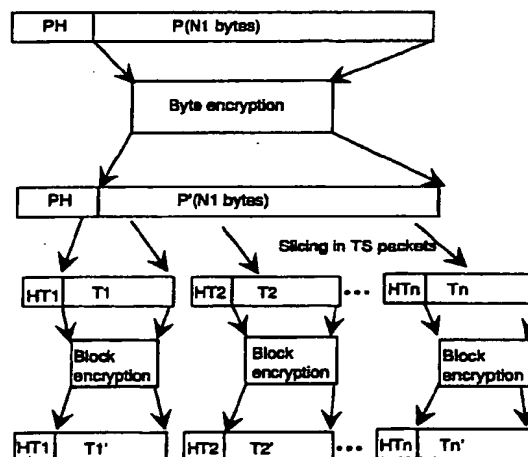 PH P(N1 bytes)
Byte encryption
PH P'(N1 bytes)
Slicing in TS packets
HT1 T1 HT2 T2 ... HTn Tn
Block encryption Block encryption Block encryption
HT1 T1' HT2 T2' ... HTn Tn'